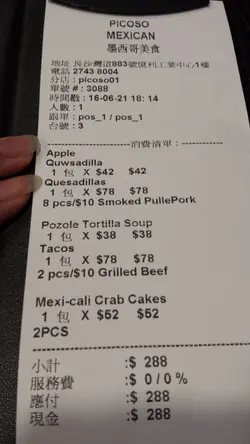 PICOSO
MEXICAN
墨西哥美食
地址 長沙灣道883號億利工業中心1樓
電話 2743 8004
分店 : picoso01
單號 # : 3088
時間戳 : 16-06-21 18 : 14
人數 : 1
跟單 : pos_1 / pos_1
台號 : 3
消費清單 :
Apple
Quwsadilla
1 包 X $42 $42
Quesadillas
1 包 X $78 $78
8 pcs/$10 Smoked PullePork
Pozole Tortilla Soup
1 包 X $38 $38
Tacos
1 包 X $78 $78
2 pcs/$10 Grilled Beef
Mexi-cali Crab Cakes
1 包 X $52 $52
2PCS
小計 :$ 288
服務費 :$ 0 / 0 %
應付 :$ 288
現金 :$ 288